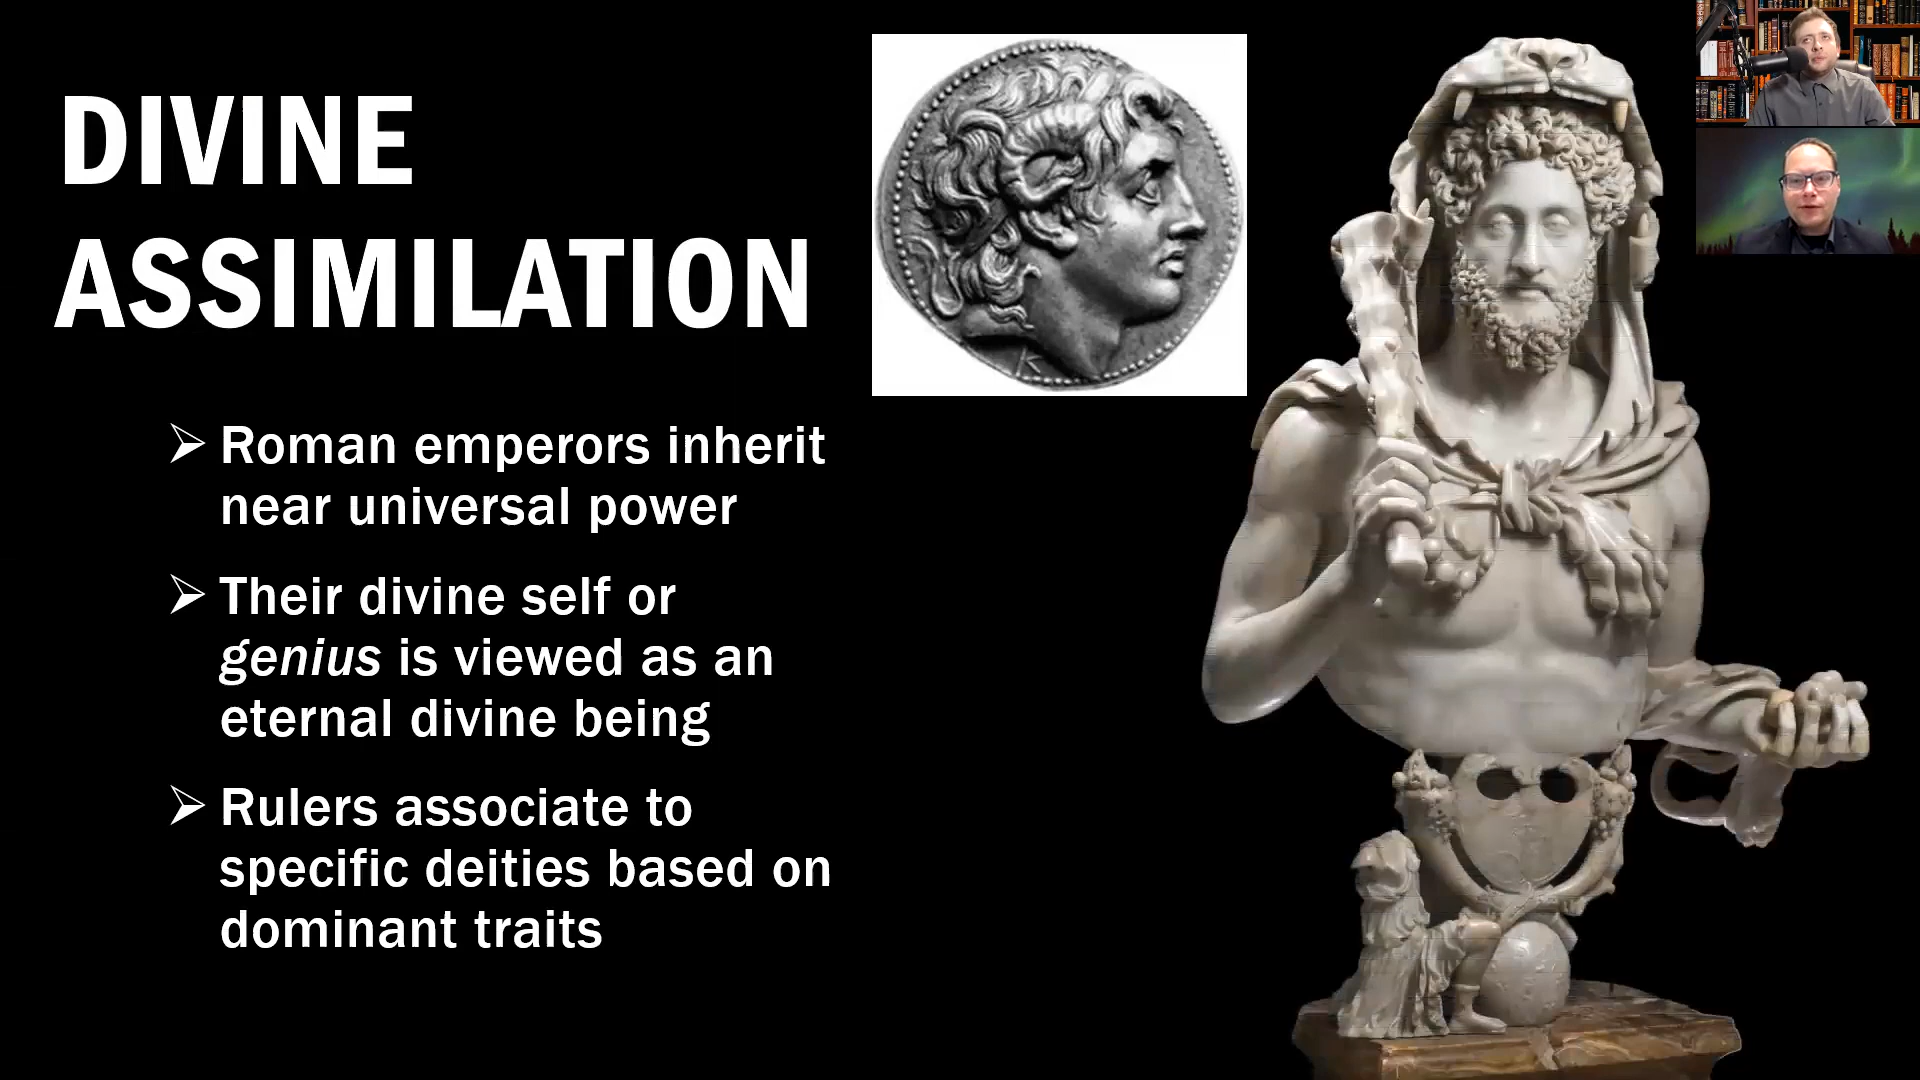 DIVINE
ASSIMILATION
Roman emperors inherit
near universal power
Their divine self or
genius is viewed as an
eternal divine being
Rulers associate to
specific deities based on
dominant traits